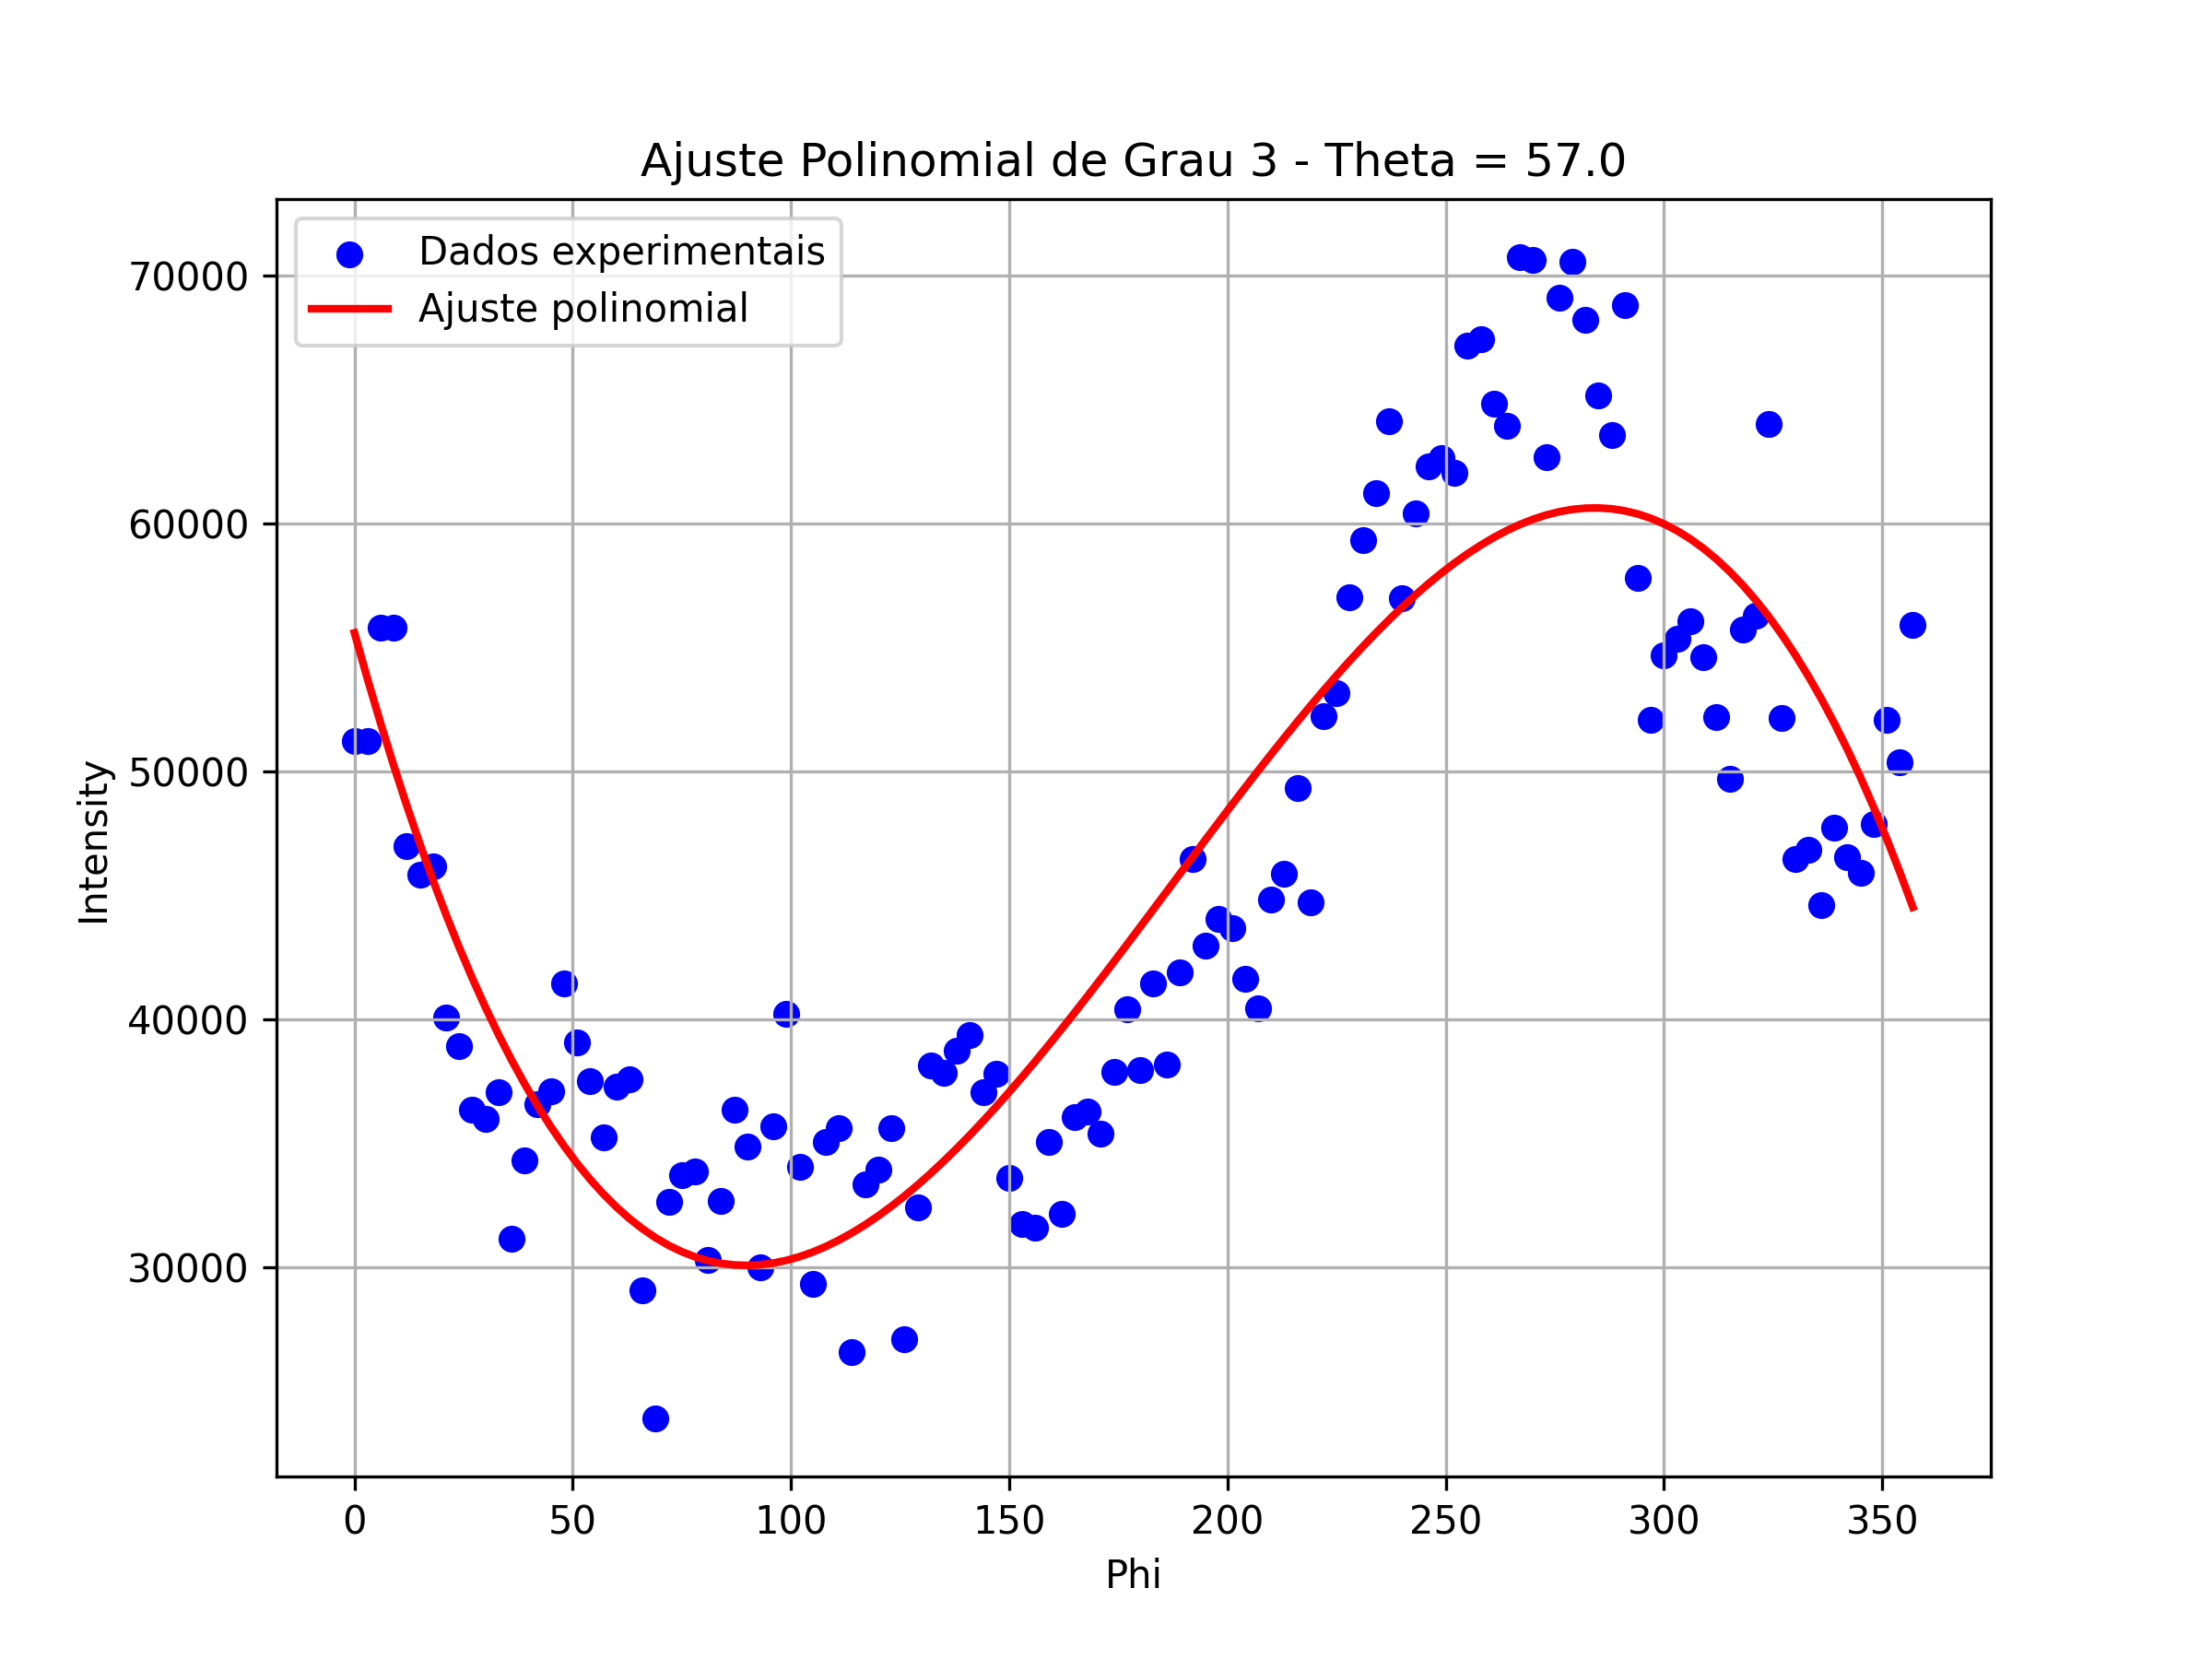 Ajuste Polinomial de Grau 3 - Theta = 57.0
Dados experimentais
Ajuste polinomial
70000
60000
50000
40000
30000
Intensity
0 50 100 150 200 250 300 350
Phi